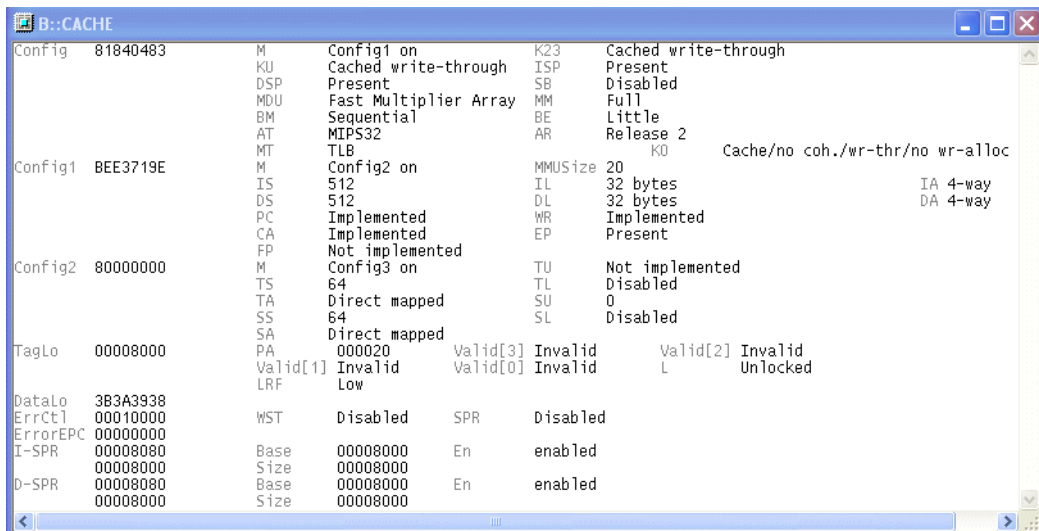 B::CACHE
Config 81840483 M Config1 on K23 Cached write-through
KU Cached write-through ISP Present
DSP Present SB Disabled
MDU Fast Multiplier Array MM Full
BM Sequential BE Little
AT MIPS32 AR Release 2
MT TLB K0 Cache/no coh./wr-thr/no wr-alloc
Config1 BEE3719E M Config2 on MMUSize 20
IS 512 IL 32 bytes IA 4-way
DS 512 DL 32 bytes DA 4-way
PC Implemented WR Implemented
CA Implemented EP Present
FP Not implemented
Config2 80000000 M Config3 on TU Not implemented
TS 64 TL Disabled
TA Direct mapped SU 0
SS 64 SL Disabled
SA Direct mapped
TagLo 00008000 PA 000020 Valid[3] Invalid Valid[2] Invalid
Valid[1] Invalid Valid[0] Invalid L Unlocked
LRF Low
DataLo 3B3A3938
ErrCtl 00010000 WST Disabled SPR Disabled
ErrorEPC 00000000
I-SPR 00008080 Base 00008000 En enabled
00008000 Size 00008000
D-SPR 00008080 Base 00008000 En enabled
00008000 Size 00008000